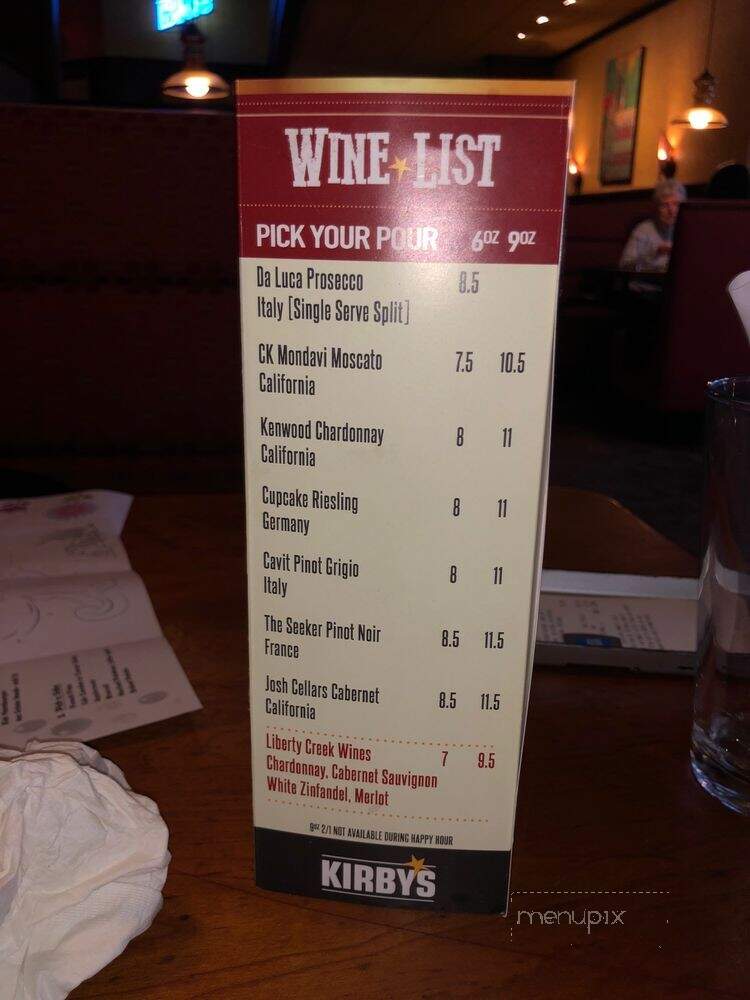 WINE LIST
PICK YOUR POUR 6OZ 9OZ
Da Luca Prosecco 8.5
Italy [Single Serve Split]
CK Mondavi Moscato 7.5 10.5
California
Kenwood Chardonnay 8 11
California
Cupcake Riesling 8 11
Germany
Cavit Pinot Grigio 8 11
Italy
The Seeker Pinot Noir 8.5 11.5
France
Josh Cellars Cabernet 8.5 11.5
California
Liberty Creek Wines 7 9.5
Chardonnay, Cabernet Sauvignon
White Zinfandel, Merlot
9OZ 2/1 NOT AVAILABLE DURING HAPPY HOUR
KIRBY'S
menupix